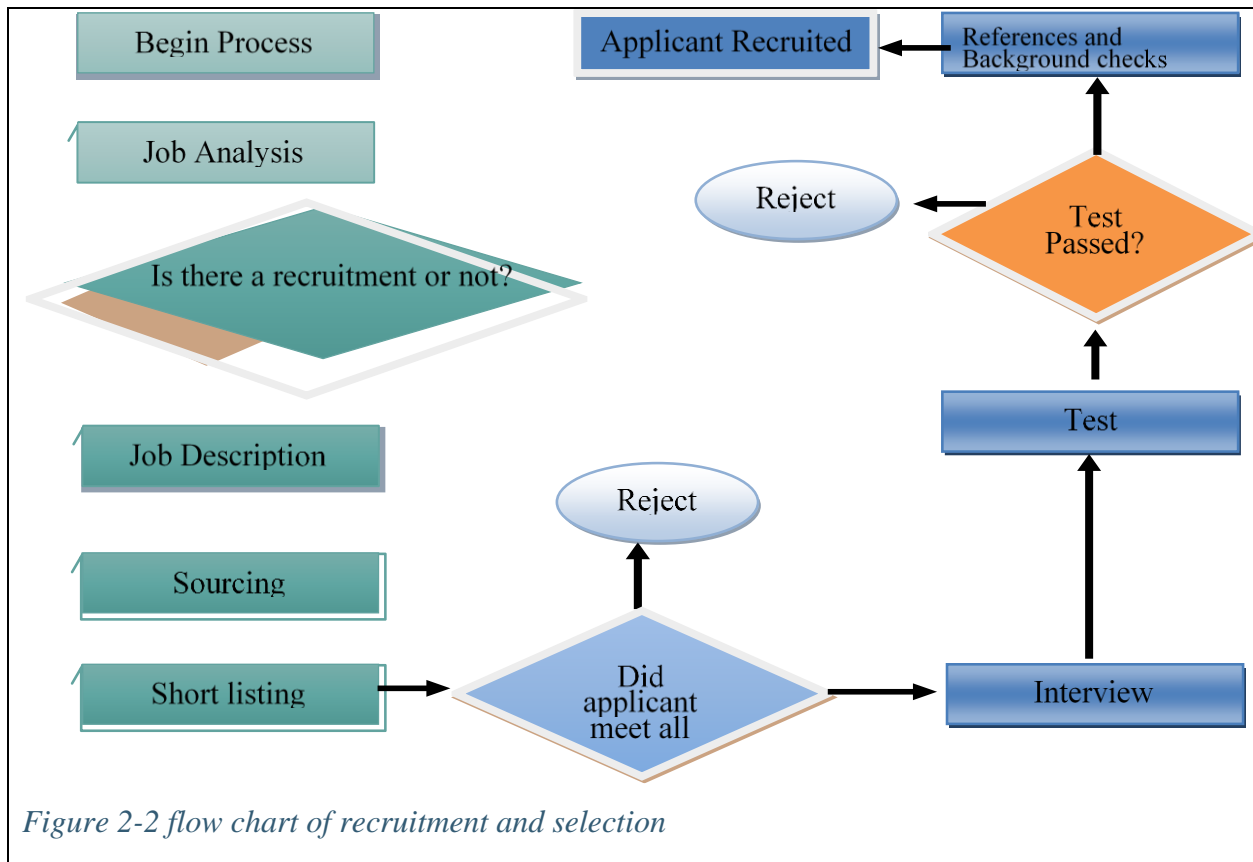 Begin Process
Job Analysis
Is there a recruitment or not?
Job Description
Sourcing
Short listing
Did
applicant
meet all
Reject
Interview
Test
Test
Passed?
Reject
References and
Background checks
Applicant Recruited
Figure 2-2 flow chart of recruitment and selection